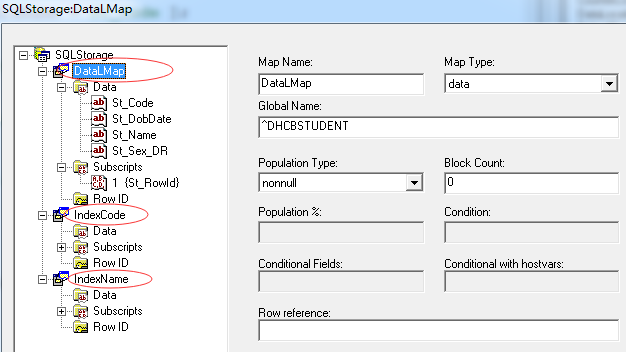 SQLStorage:DataLMap
SQLStorage
DataLMap
Data
St_Code
St_DobDate
St_Name
St_Sex_DR
Subscripts
1 {St_RowId}
Row ID
IndexCode
Data
Subscripts
Row ID
IndexName
Data
Subscripts
Row ID
Map Name:
Map Type:
DataLMap
data
Global Name:
^DHCBSTUDENT
Population Type:
Block Count:
nonnull
0
Population %:
Condition:
Conditional Fields:
Conditional with hostvars:
Row reference: